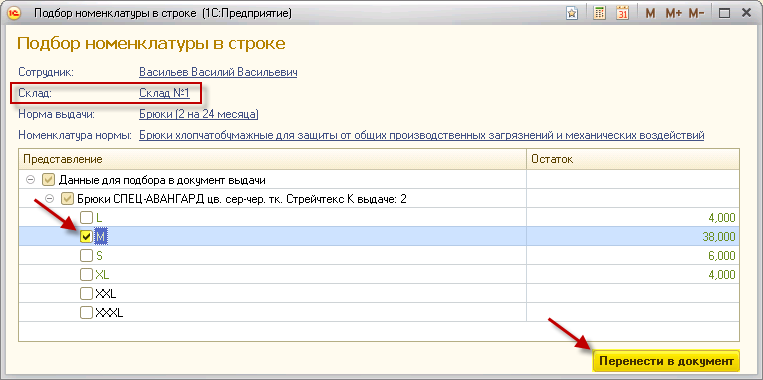 Подбор номенклатуры в строке (1С:Предприятие)
31 M M+ M-
Подбор номенклатуры в строке
Сотрудник: Васильев Василий Васильевич
Склад: Склад №1
Норма выдачи: Брюки (2 на 24 месяца)
Номенклатура нормы: Брюки хлопчатобумажные для защиты от общих производственных загрязнений и механических воздействий
Представление Остаток
Данные для подбора в документ выдачи
Брюки СПЕЦ-АВАНГАРД цв. сер-чер. тк. Стрейчтекс К выдаче: 2
L 4,000
M 38,000
S 6,000
XL 4,000
XXL
XXXL
Перенести в документ